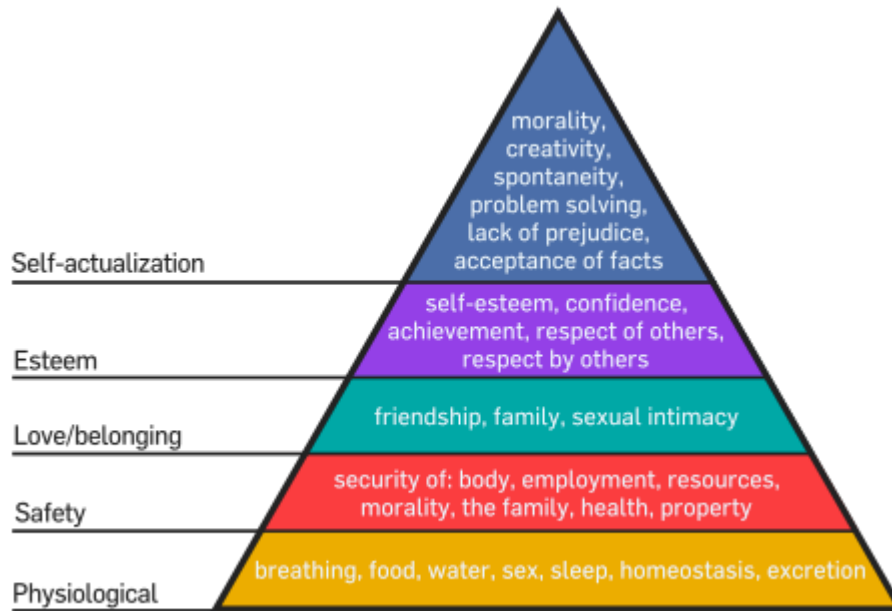 morality,
creativity,
spontaneity,
problem solving,
lack of prejudice,
acceptance of facts
Self-actualization
self-esteem, confidence,
achievement, respect of others,
respect by others
Esteem
friendship, family, sexual intimacy
Love/belonging
security of: body, employment, resources,
morality, the family, health, property
Safety
breathing, food, water, sex, sleep, homeostasis, excretion
Physiological